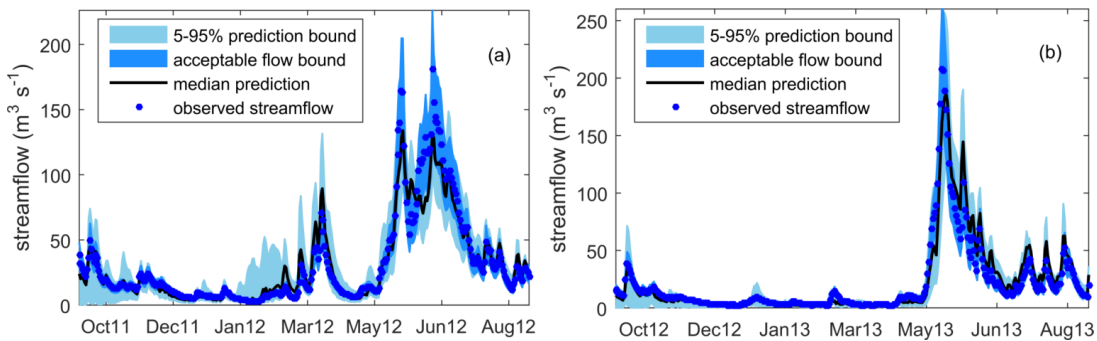 200
150
100
50
0
streamflow (m³ s⁻¹)
5-95% prediction bound
acceptable flow bound
median prediction
observed streamflow
(a)
Oct11 Dec11 Jan12 Mar12 May12 Jun12 Aug12
250
200
150
100
50
0
streamflow (m³ s⁻¹)
5-95% prediction bound
acceptable flow bound
median prediction
observed streamflow
(b)
Oct12 Dec12 Jan13 Mar13 May13 Jun13 Aug13